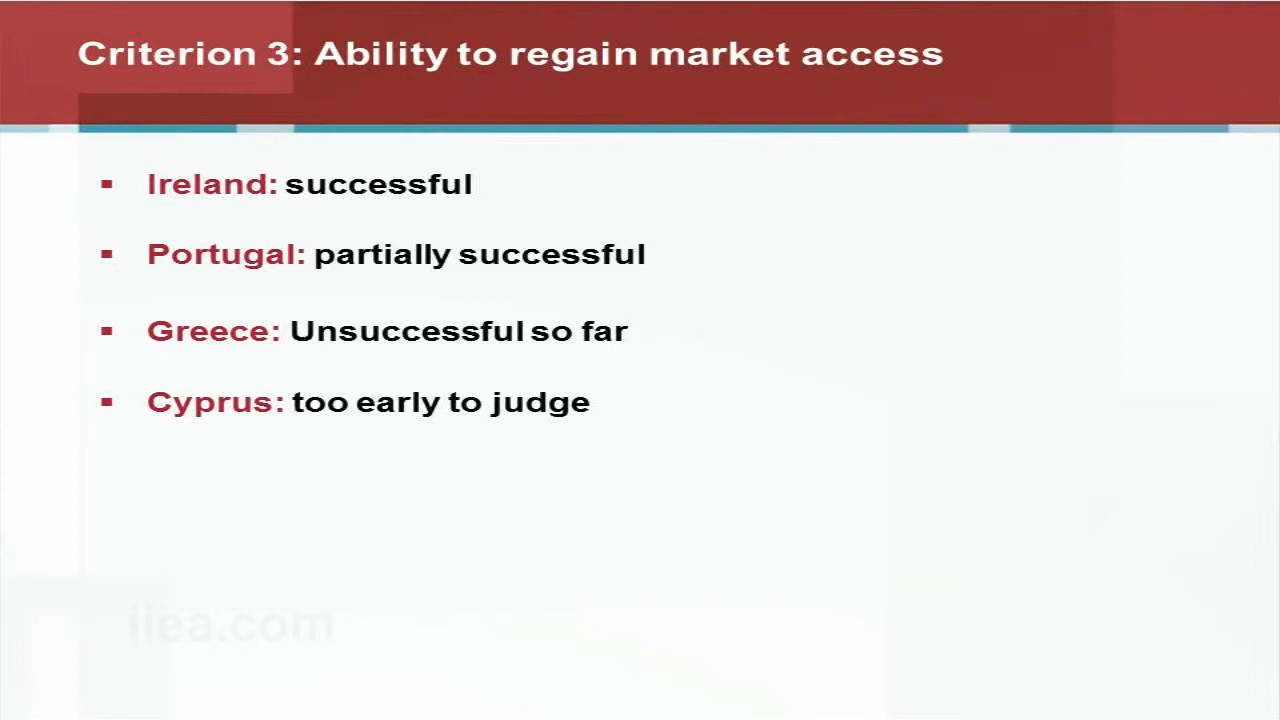 Criterion 3: Ability to regain market access
▪ Ireland: successful
▪ Portugal: partially successful
▪ Greece: Unsuccessful so far
▪ Cyprus: too early to judge
iiea.com